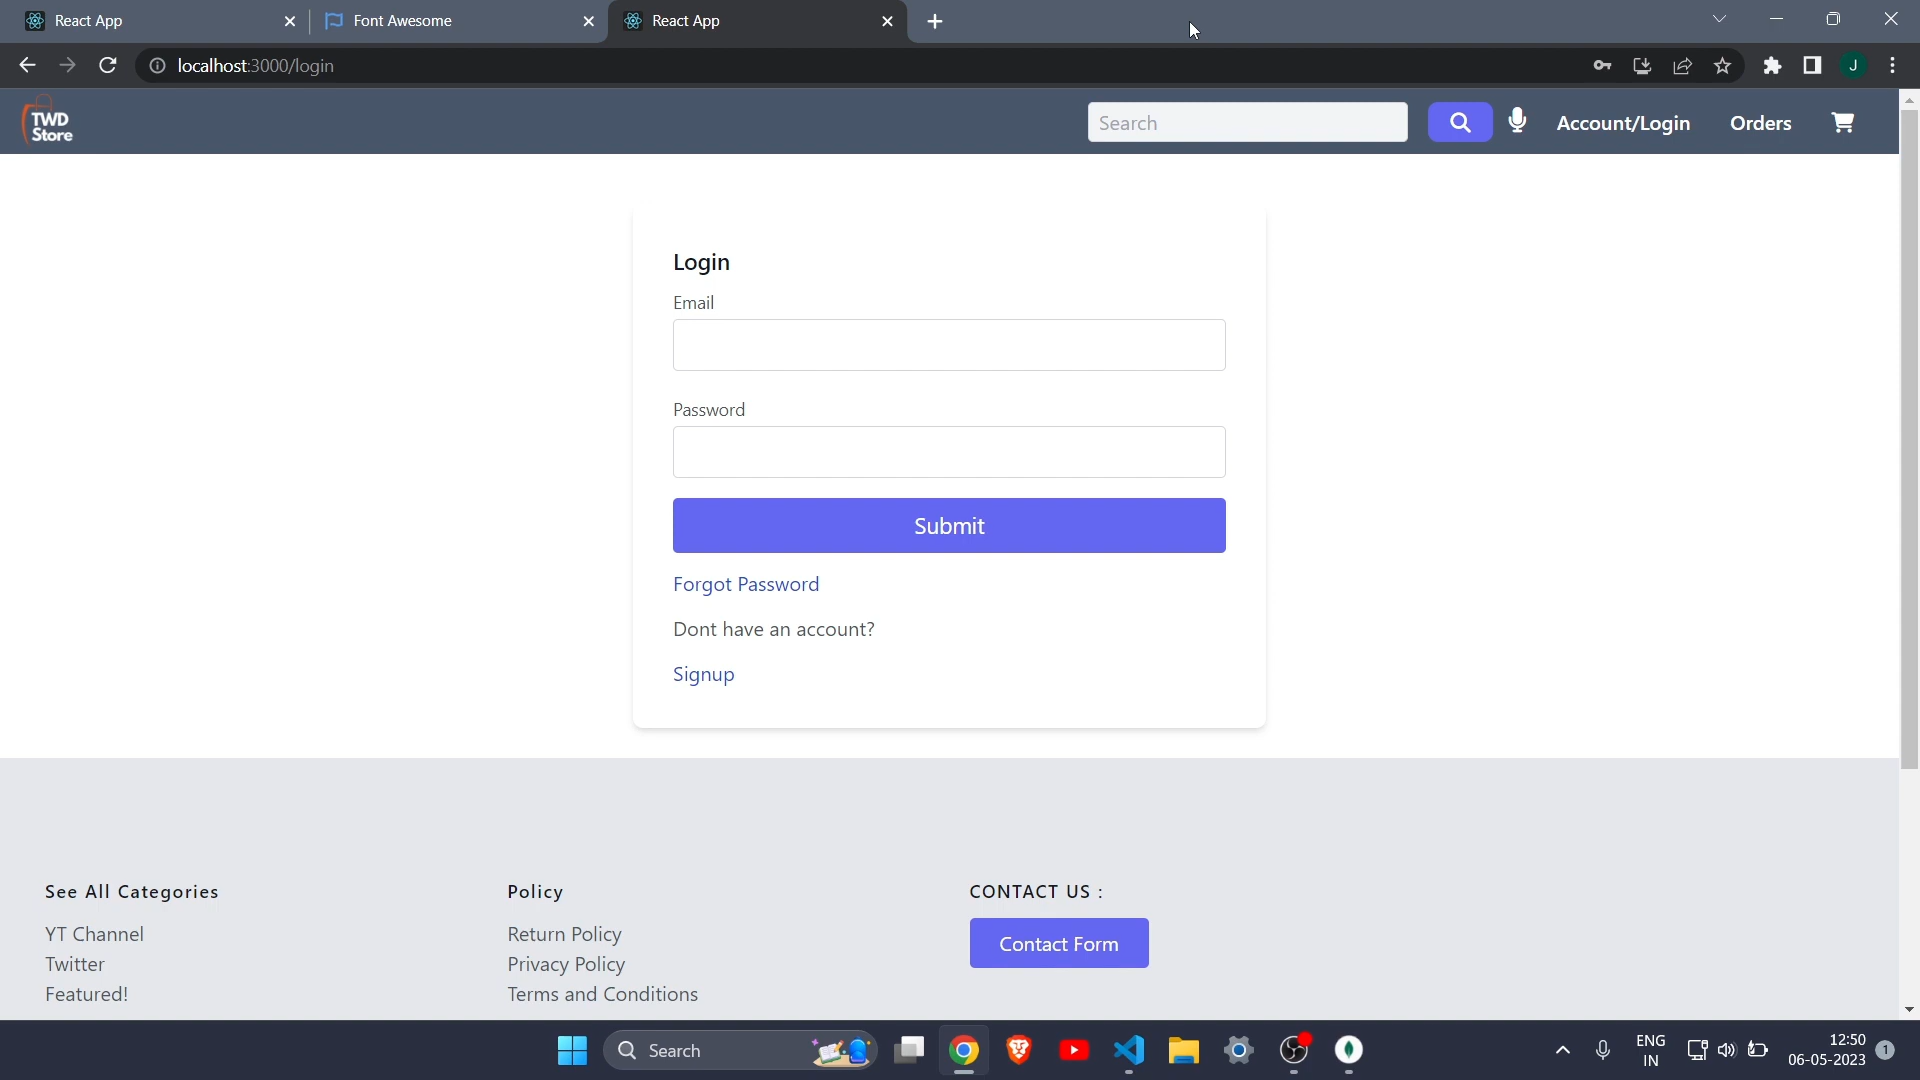 React App
Font Awesome
React App
localhost:3000/login
J
TWD
Store
Search
Account/Login
Orders
Login
Email
Password
Submit
Forgot Password
Dont have an account?
Signup
See All Categories
YT Channel
Twitter
Featured!
Policy
Return Policy
Privacy Policy
Terms and Conditions
CONTACT US :
Contact Form
Search
ENG
IN
12:50
06-05-2023
1